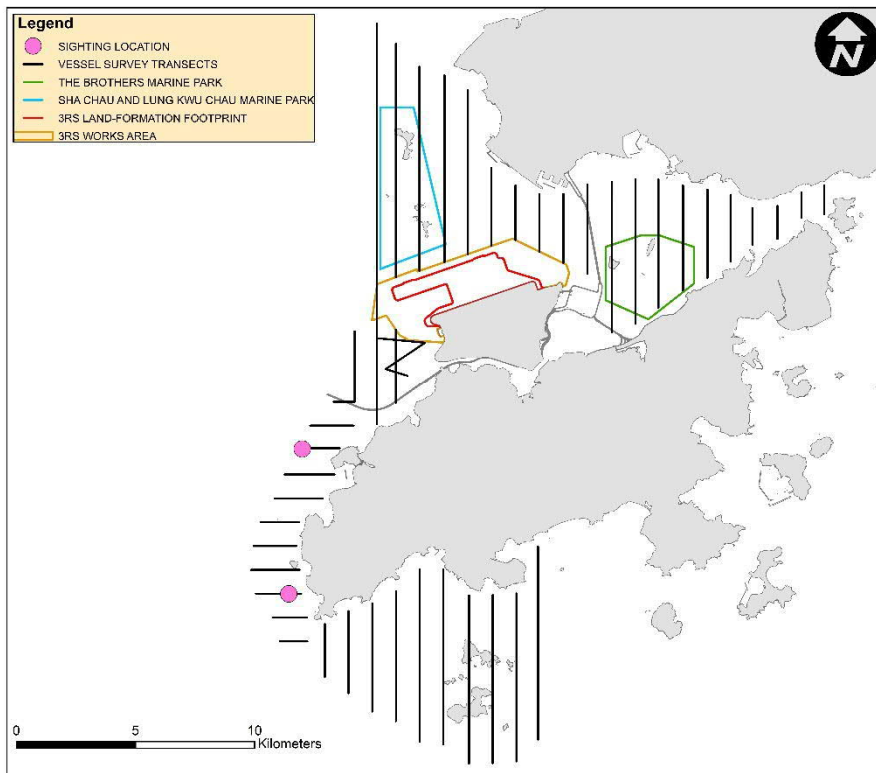 Legend
SIGHTING LOCATION
VESSEL SURVEY TRANSECTS
THE BROTHERS MARINE PARK
SHA CHAU AND LUNG KWU CHAU MARINE PARK
3RS LAND-FORMATION FOOTPRINT
3RS WORKS AREA
N
0 5 10
Kilometers